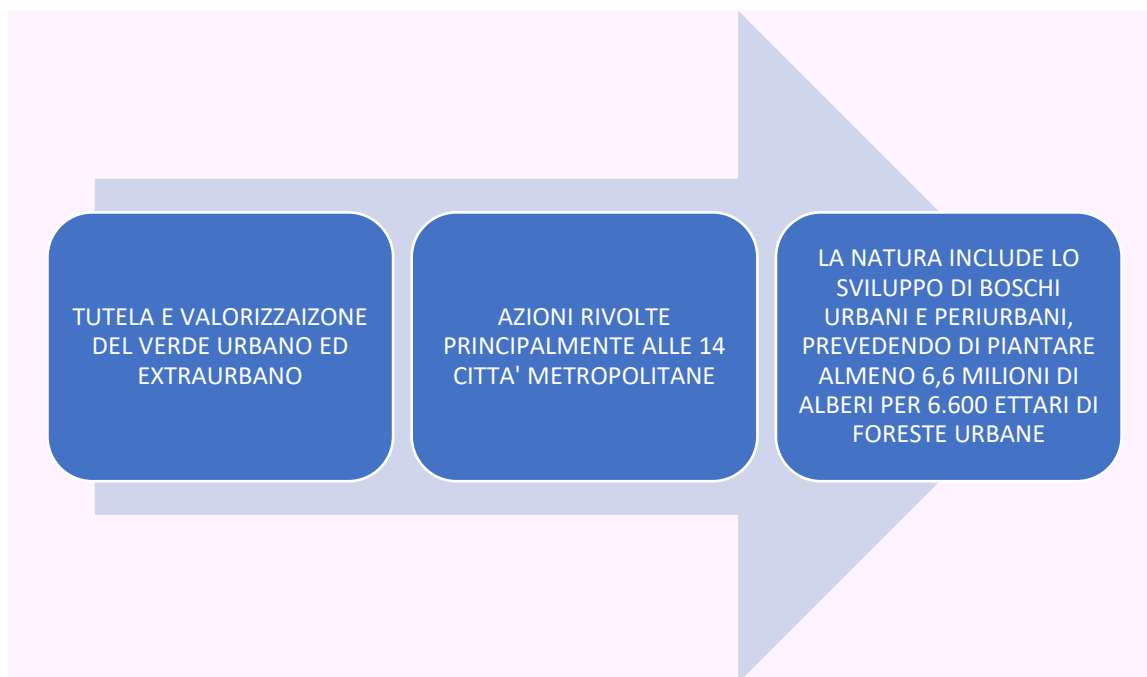 TUTELA E VALORIZZAIZONE
DEL VERDE URBANO ED
EXTRAURBANO
AZIONI RIVOLTE
PRINCIPALMENTE ALLE 14
CITTA' METROPOLITANE
LA NATURA INCLUDE LO
SVILUPPO DI BOSCHI
URBANI E PERIURBANI,
PREVEDENDO DI PIANTARE
ALMENO 6,6 MILIONI DI
ALBERI PER 6.600 ETTARI DI
FORESTE URBANE